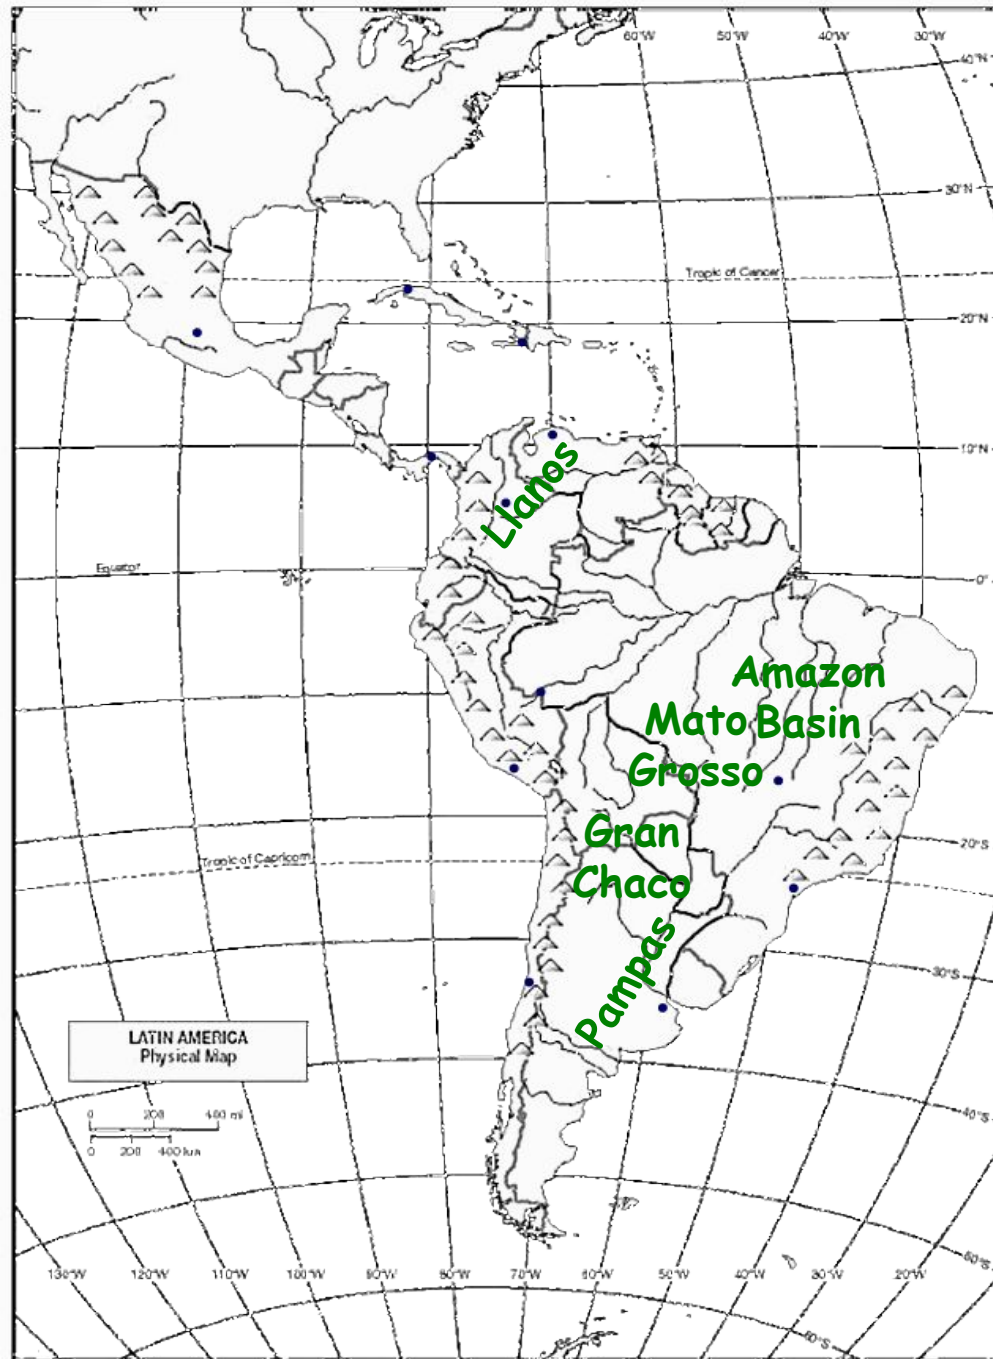 60°W 50°W 40°W 30°W
40°N
30°N
Tropic of Cancer
20°N
10°N
Llanos
Equator
0°
Amazon
Mato Basin
Grosso
Gran
Chaco
20°S
Tropic of Capricorn
Pampas
30°S
LATIN AMERICA
Physical Map
0 200 400 mi
0 200 400 km
40°S
50°S
130°W 120°W 110°W 100°W 90°W 80°W 70°W 60°W 50°W 40°W 30°W 20°W
60°S